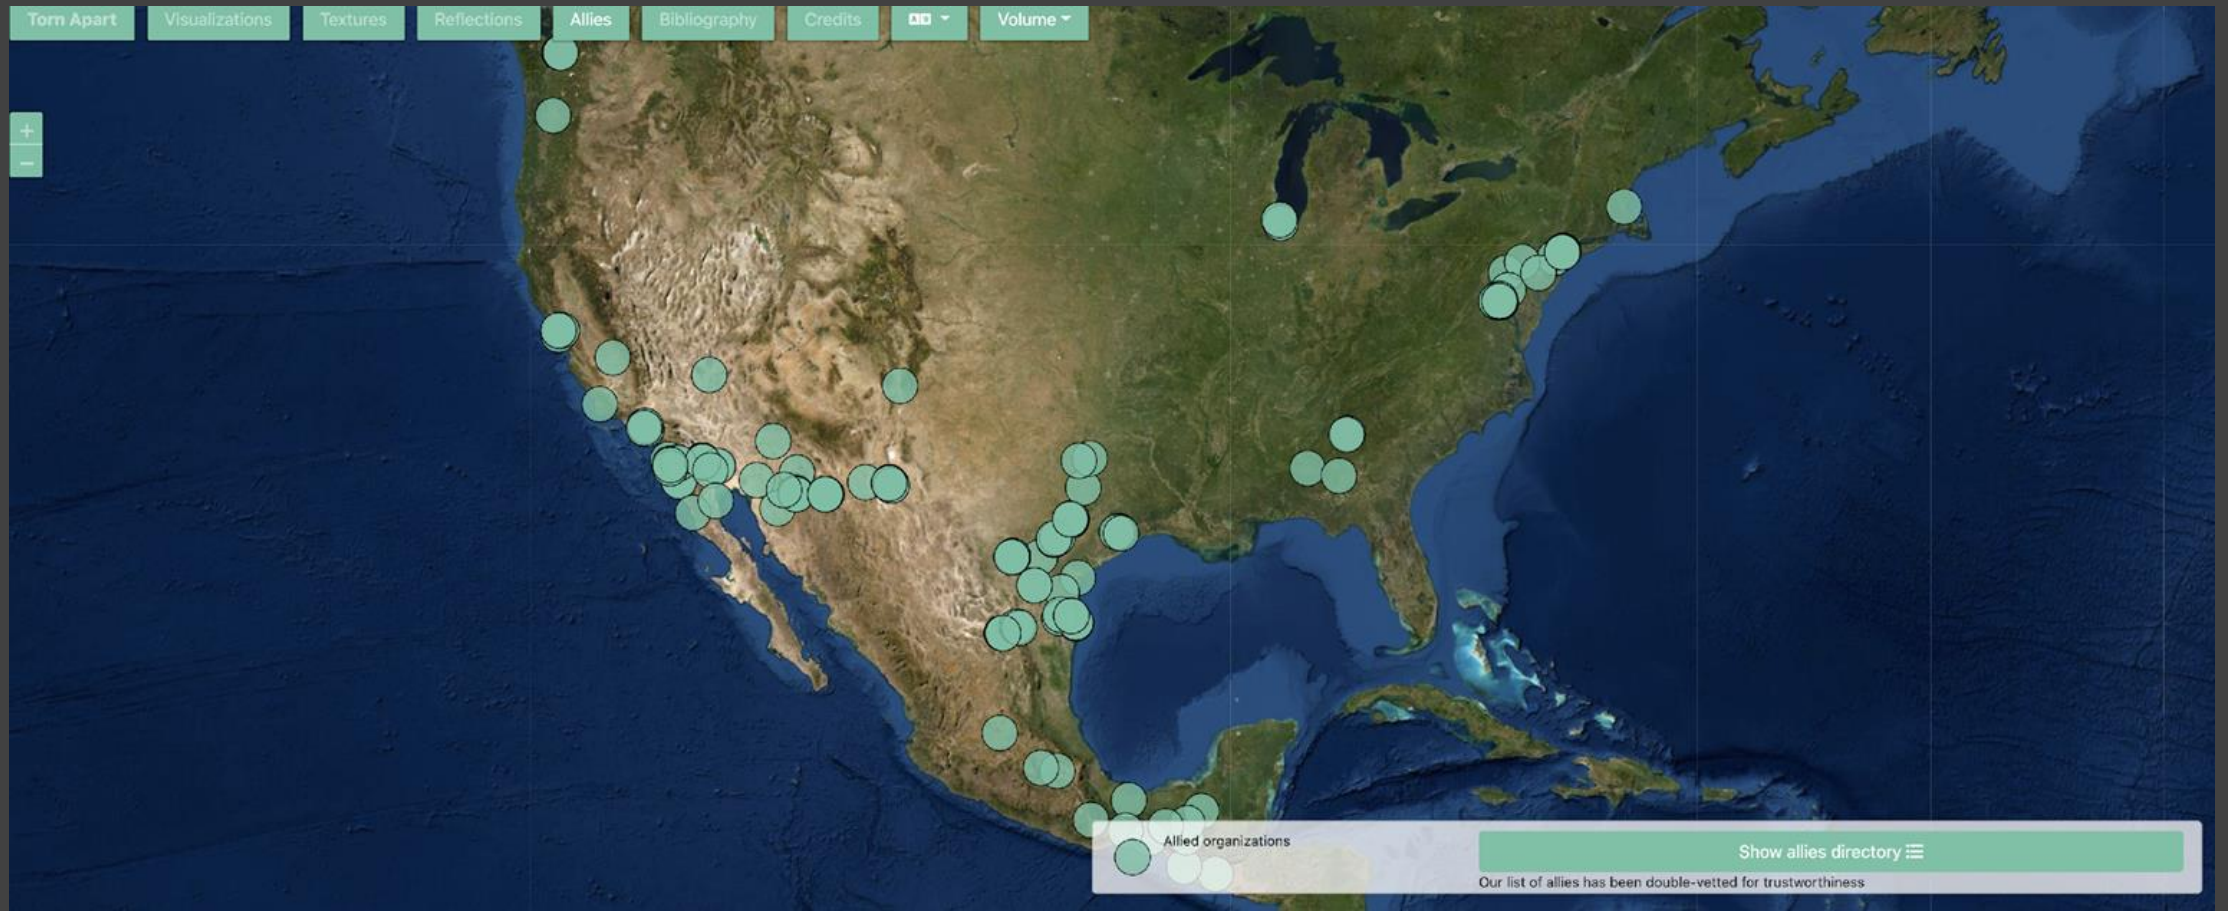 Torn Apart Visualizations Textures Reflections Allies Bibliography Credits Volume
+
−
Allied organizations
Show allies directory
Our list of allies has been double-vetted for trustworthiness